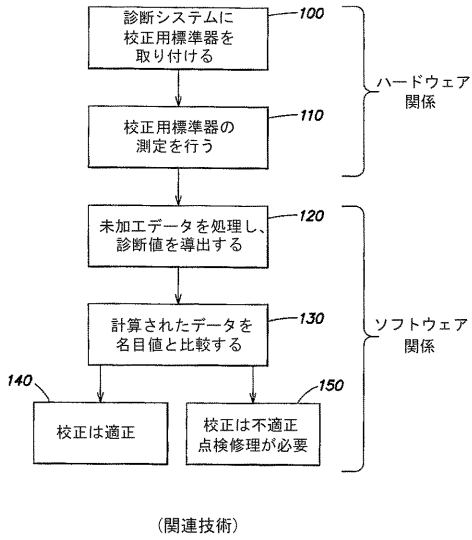 診断システムに
校正用標準器を
取り付ける
100
ハードウェア
関係
校正用標準器の
測定を行う
110
未加工データを処理し、
診断値を導出する
120
計算されたデータを
名目値と比較する
130
ソフトウェア
関係
140
校正は適正
150
校正は不適正
点検修理が必要
(関連技術)